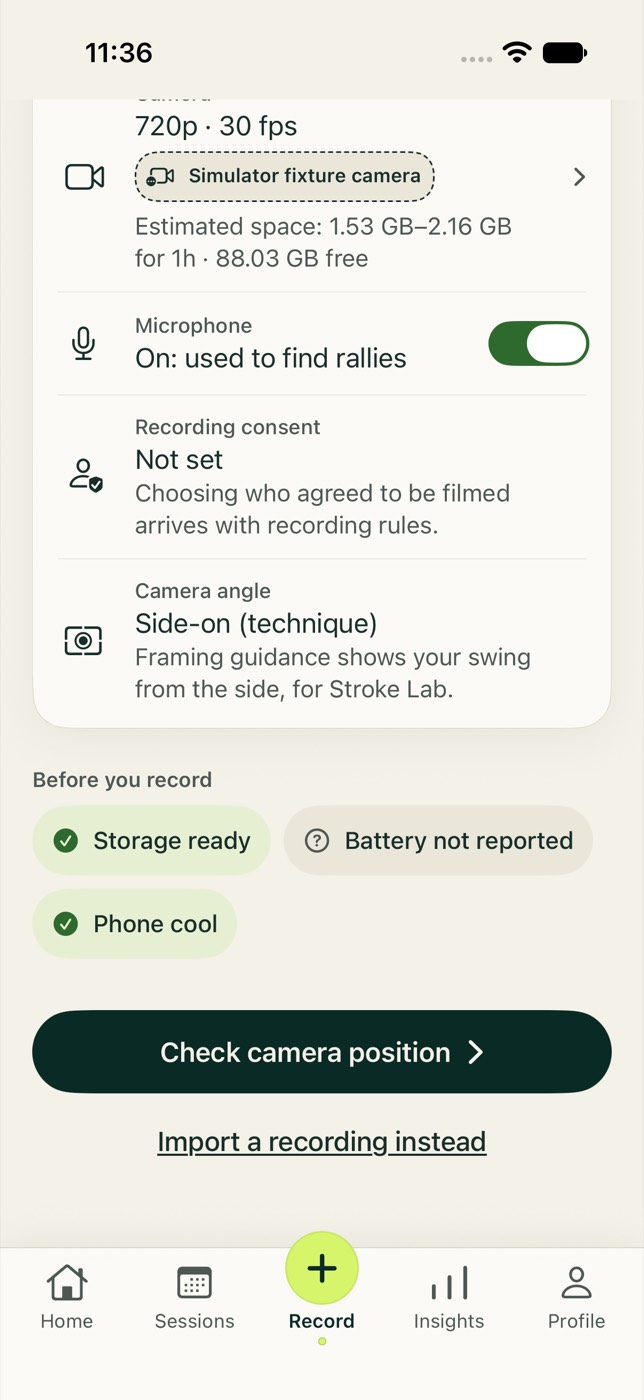 11:36
720p · 30 fps
Simulator fixture camera
Estimated space: 1.53 GB–2.16 GB
for 1h · 88.03 GB free
Microphone
On: used to find rallies
Recording consent
Not set
Choosing who agreed to be filmed
arrives with recording rules.
Camera angle
Side-on (technique)
Framing guidance shows your swing
from the side, for Stroke Lab.
Before you record
Storage ready
Battery not reported
Phone cool
Check camera position
Import a recording instead
Home
Sessions
Record
Insights
Profile